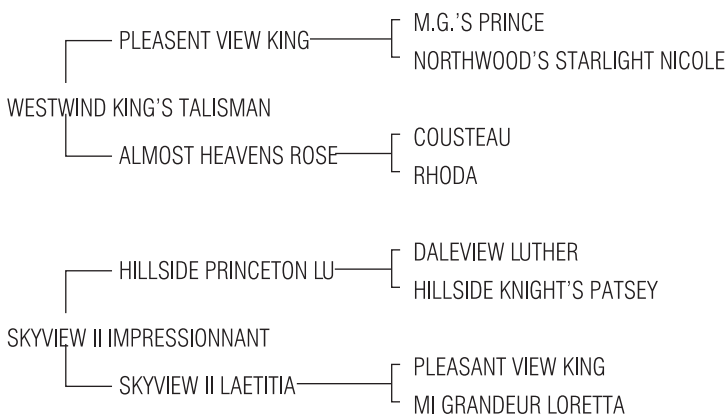 M.G.'S PRINCE
PLEASENT VIEW KING
NORTHWOOD'S STARLIGHT NICOLE
WESTWIND KING'S TALISMAN
COUSTEAU
ALMOST HEAVENS ROSE
RHODA
DALEVIEW LUTHER
HILLSIDE PRINCETON LU
HILLSIDE KNIGHT'S PATSEY
SKYVIEW II IMPRESSIONNANT
PLEASANT VIEW KING
SKYVIEW II LAETITIA
MI GRANDEUR LORETTA